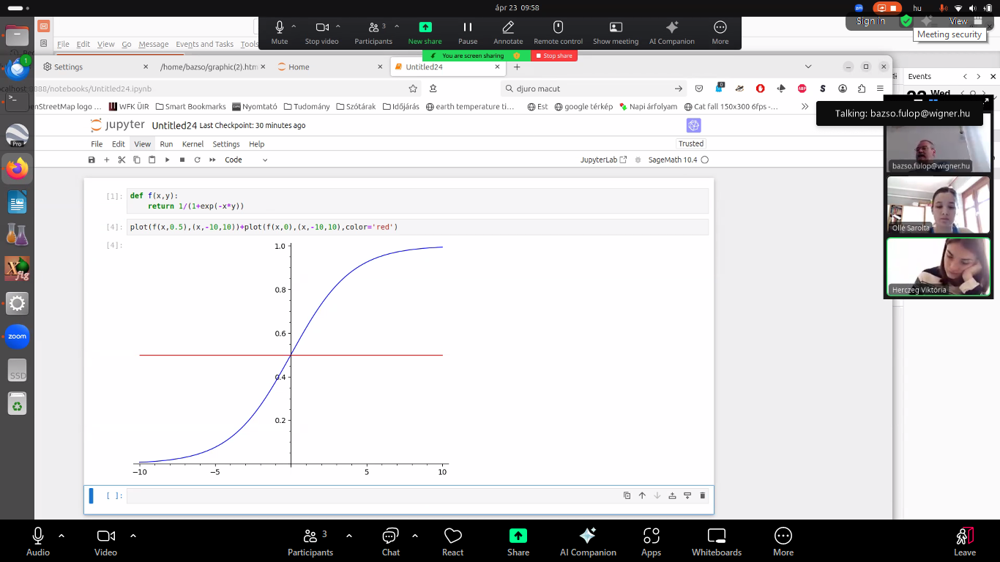 ápr 23 09:58
hu
Mute
Stop video
Participants
3
New share
Pause
Annotate
Remote control
Show meeting
AI Companion
More
Sign in
View
Meeting security
File Edit View Go Message Events and Tasks Tools
You are screen sharing
Stop share
Settings
/home/bazso/graphic(2).htm
Home
Untitled24
Events
1
localhost:8888/notebooks/Untitled24.ipynb
djuro macut
Wed
penStreetMap logo ...
WFK ÜIR
Smart Bookmarks
Nyomtató
Tudomány
Szótárak
Időjárás
earth temperature ti...
Est
google térkép
Napi árfolyam
Cat fall 150x300 6fps -...
Talking: bazso.fulop@wigner.hu
jupyter Untitled24 Last Checkpoint: 30 minutes ago
File Edit View Run Kernel Settings Help
Trusted
Code
JupyterLab
SageMath 10.4
Pro
bazso.fulop@wigner.hu
[1]: def f(x,y):
return 1/(1+exp(-x*y))
[4]: plot(f(x,0.5),(x,-10,10))+plot(f(x,0),(x,-10,10),color='red')
[4]:
Ollé Sarolta
Herczeg Viktória
1.0
0.8
0.6
0.4
0.2
−10 −5 5 10
[ ]:
X fig
zoom
SSD
Audio
Video
Participants
3
Chat
React
Share
AI Companion
Apps
Whiteboards
More
Leave